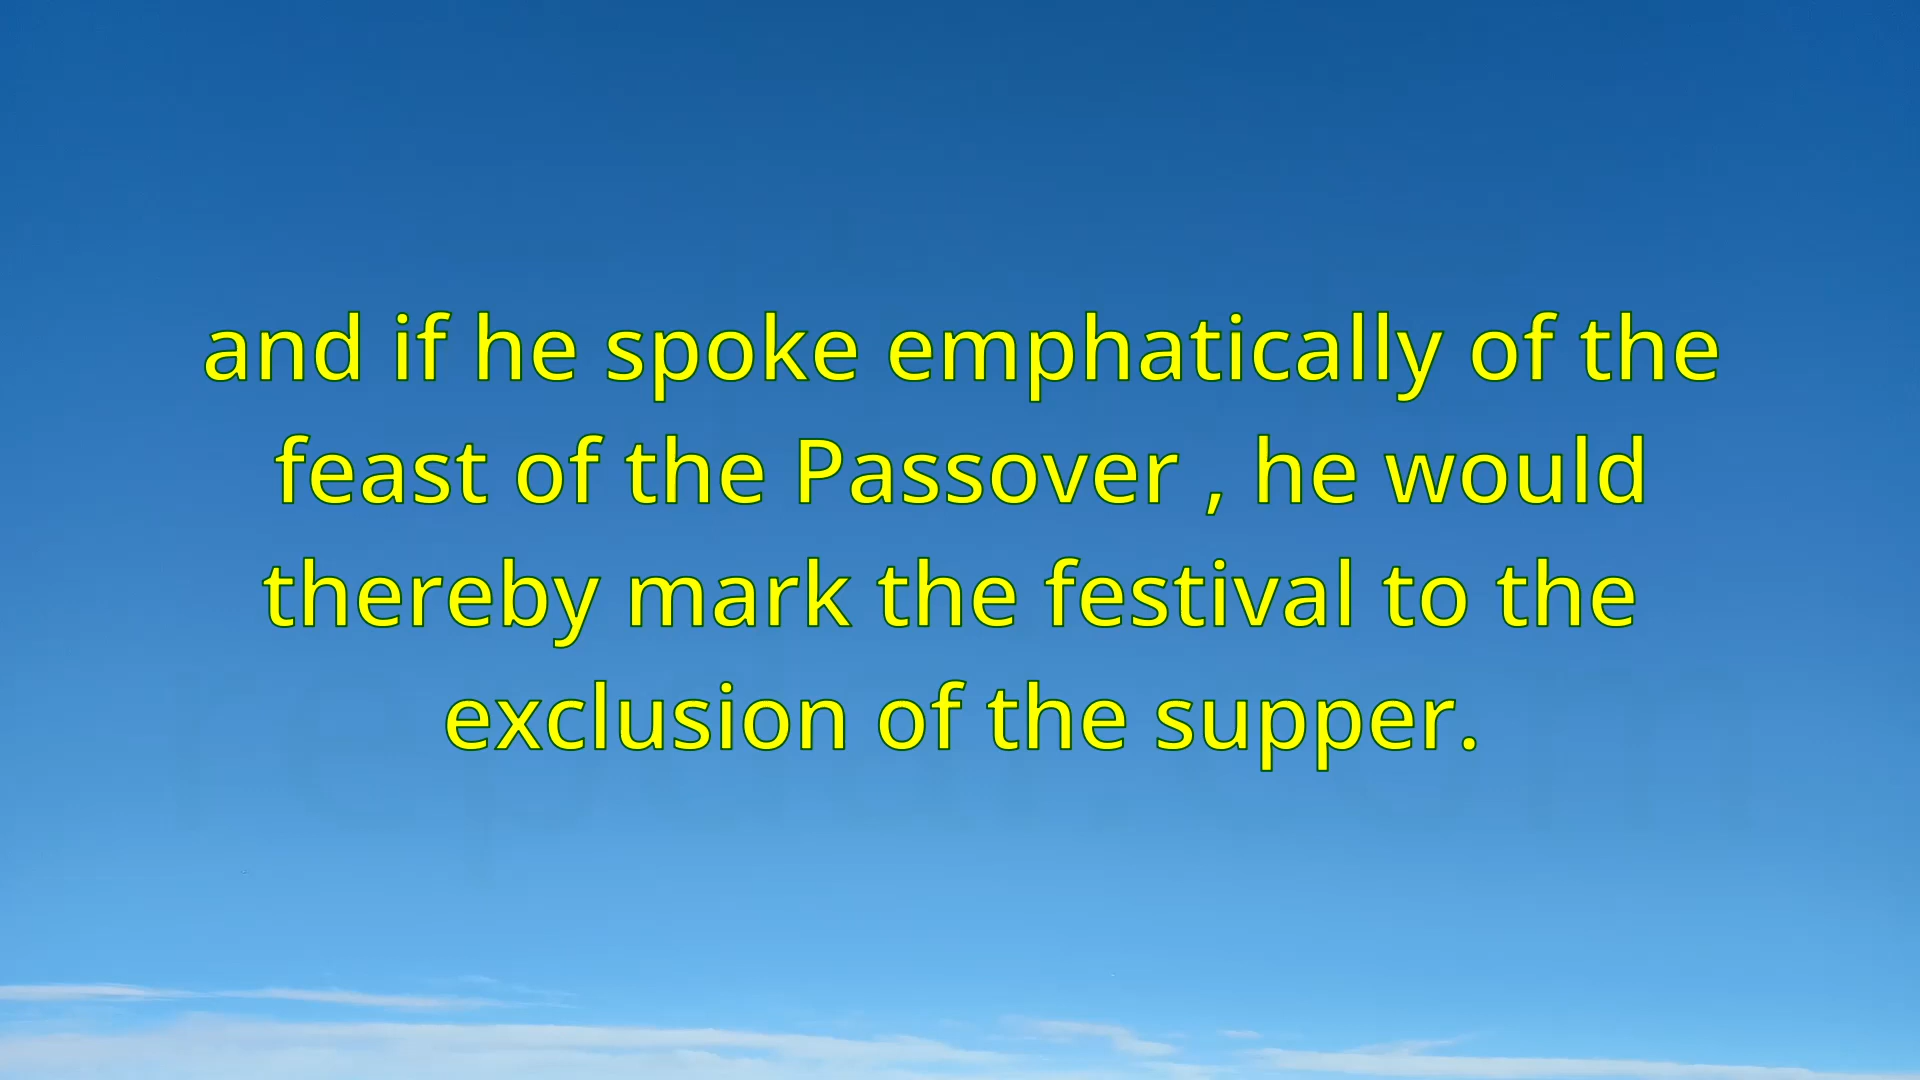 and if he spoke emphatically of the
feast of the Passover , he would
thereby mark the festival to the
exclusion of the supper.